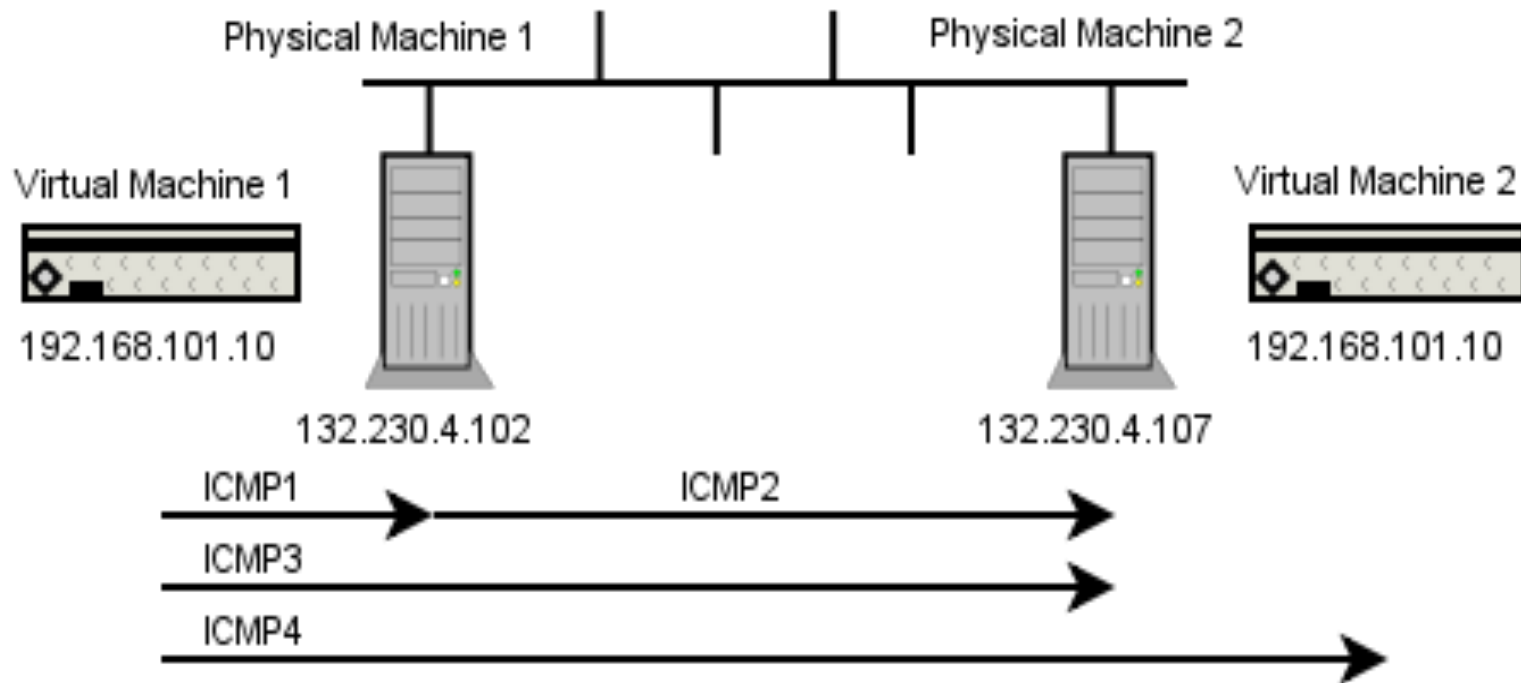 Physical Machine 1
Physical Machine 2
Virtual Machine 1
Virtual Machine 2
192.168.101.10
192.168.101.10
132.230.4.102
132.230.4.107
ICMP1
ICMP2
ICMP3
ICMP4